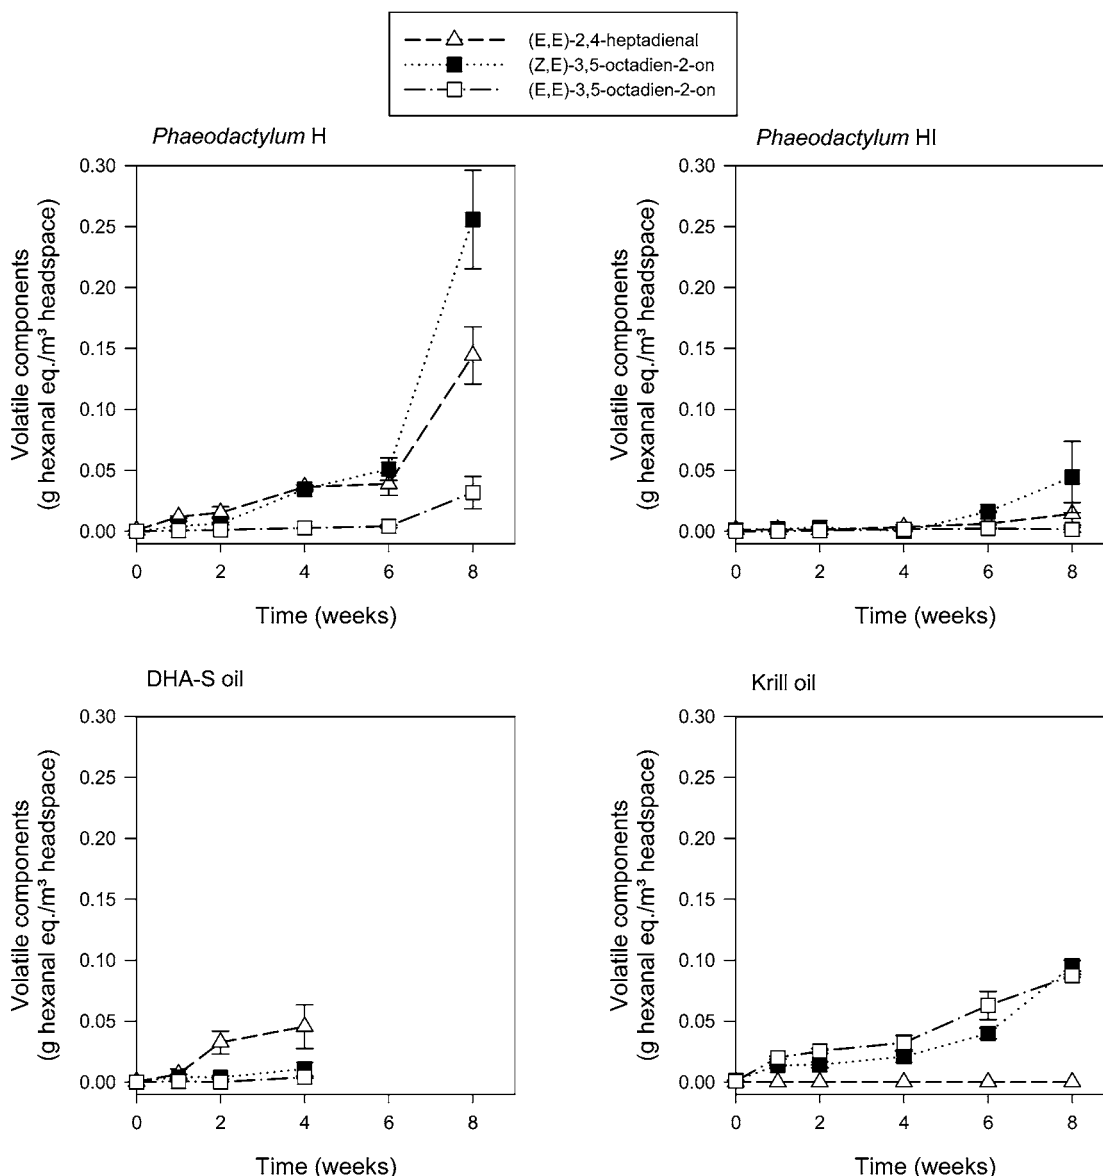 (E,E)-2,4-heptadienal
(Z,E)-3,5-octadien-2-on
(E,E)-3,5-octadien-2-on
Phaeodactylum H
Volatile components
(g hexanal eq./m³ headspace)
0.30
0.25
0.20
0.15
0.10
0.05
0.00
0 2 4 6 8
Time (weeks)
Phaeodactylum HI
Volatile components
(g hexanal eq./m³ headspace)
0.30
0.25
0.20
0.15
0.10
0.05
0.00
0 2 4 6 8
Time (weeks)
DHA-S oil
Volatile components
(g hexanal eq./m³ headspace)
0.30
0.25
0.20
0.15
0.10
0.05
0.00
0 2 4 6 8
Time (weeks)
Krill oil
Volatile components
(g hexanal eq./m³ headspace)
0.30
0.25
0.20
0.15
0.10
0.05
0.00
0 2 4 6 8
Time (weeks)